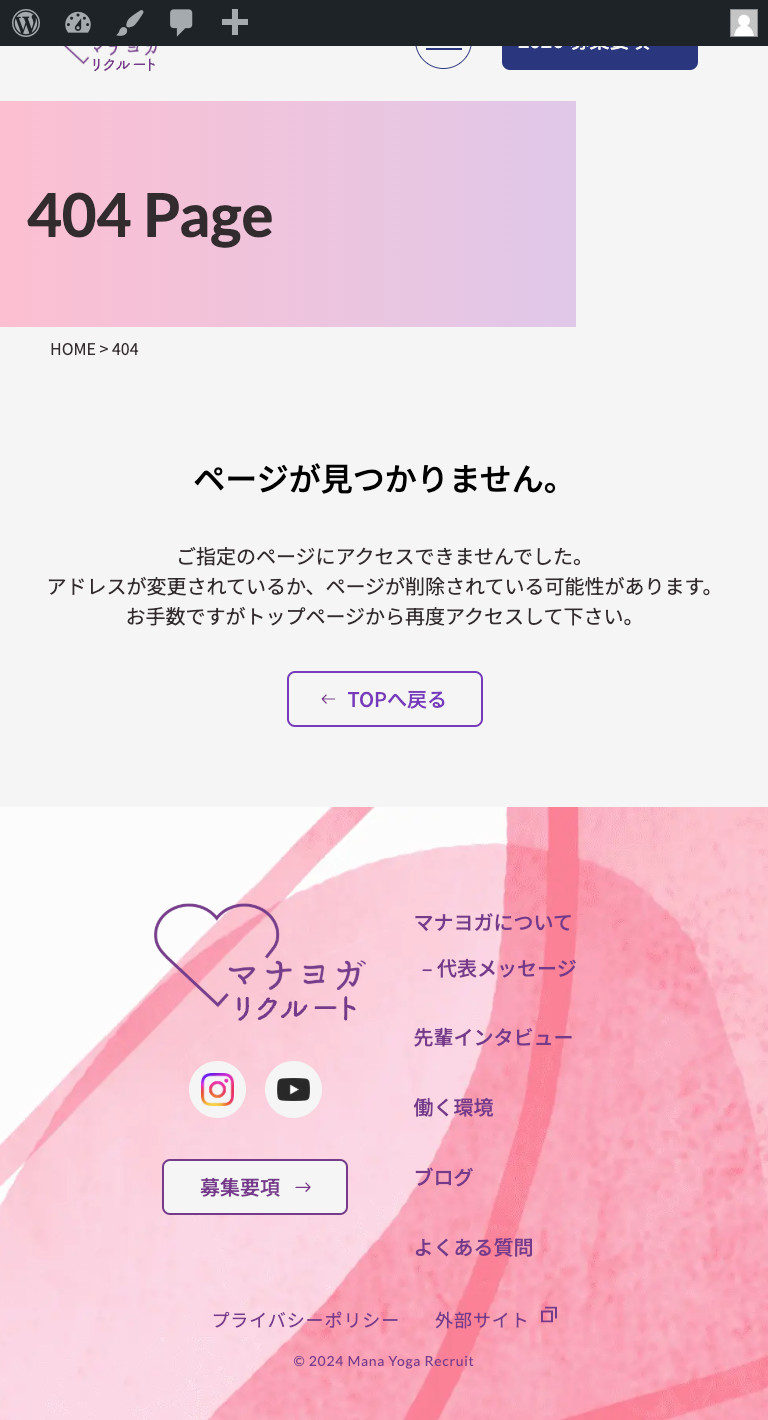 マナヨガ
リクルート
404 Page
HOME > 404
ページが見つかりません。
ご指定のページにアクセスできませんでした。
アドレスが変更されているか、ページが削除されている可能性があります。
お手数ですがトップページから再度アクセスして下さい。
← TOPへ戻る
マナヨガ
リクルート
募集要項 →
マナヨガについて
– 代表メッセージ
先輩インタビュー
働く環境
ブログ
よくある質問
プライバシーポリシー
外部サイト
© 2024 Mana Yoga Recruit